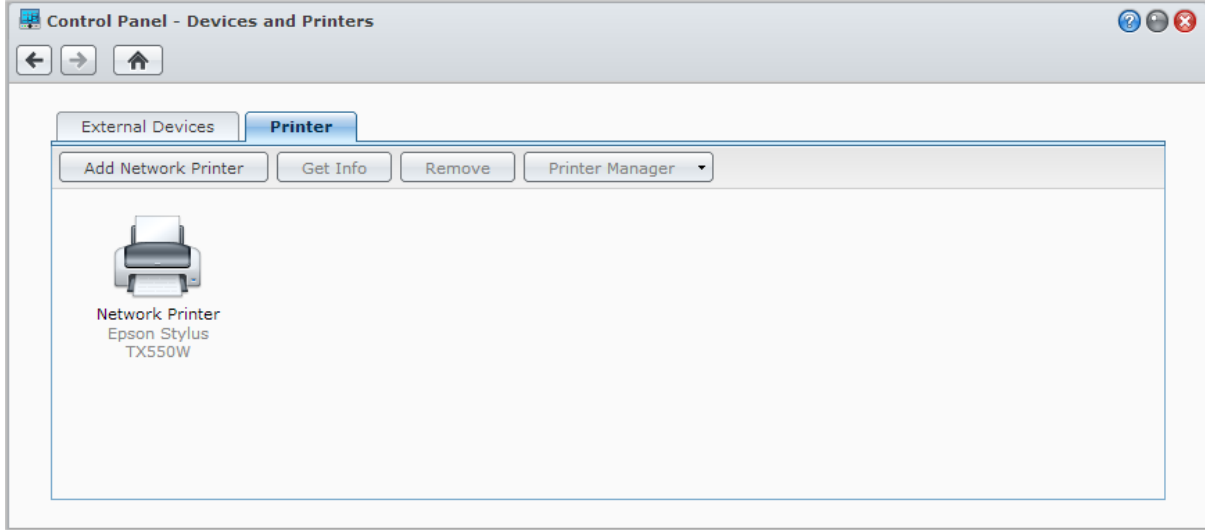 Control Panel - Devices and Printers
External Devices
Printer
Add Network Printer
Get Info
Remove
Printer Manager
Network Printer
Epson Stylus
TX550W